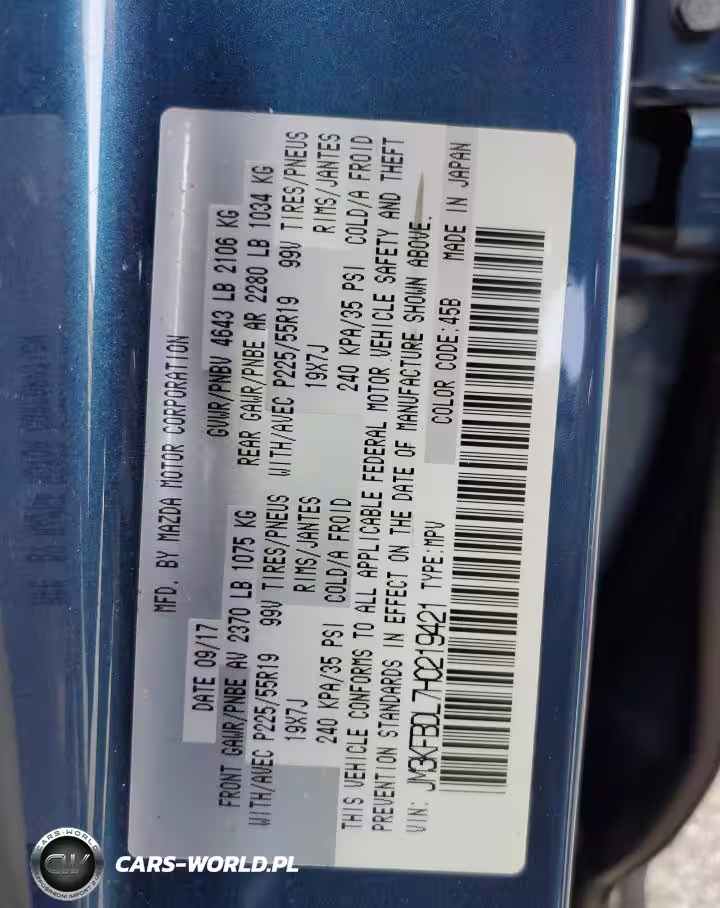 MFD. BY MAZDA MOTOR CORPORATION
DATE 09/17 GVWR/PNBV 4643 LB 2106 KG
FRONT GAWR/PNBE AV 2370 LB 1075 KG REAR GAWR/PNBE AR 2280 LB 1034 KG
WITH/AVEC P225/55R19 99V TIRES/PNEUS WITH/AVEC P225/55R19 99V TIRES/PNEUS
19X7J RIMS/JANTES 19X7J RIMS/JANTES
240 KPA/35 PSI COLD/A FROID 240 KPA/35 PSI COLD/A FROID
THIS VEHICLE CONFORMS TO ALL APPLICABLE FEDERAL MOTOR VEHICLE SAFETY AND THEFT
PREVENTION STANDARDS IN EFFECT ON THE DATE OF MANUFACTURE SHOWN ABOVE.
VIN: JM3KFBDL7H0219421 TYPE:MPV COLOR CODE:45B MADE IN JAPAN
CARS-WORLD
CW
CARS-WORLD.PL